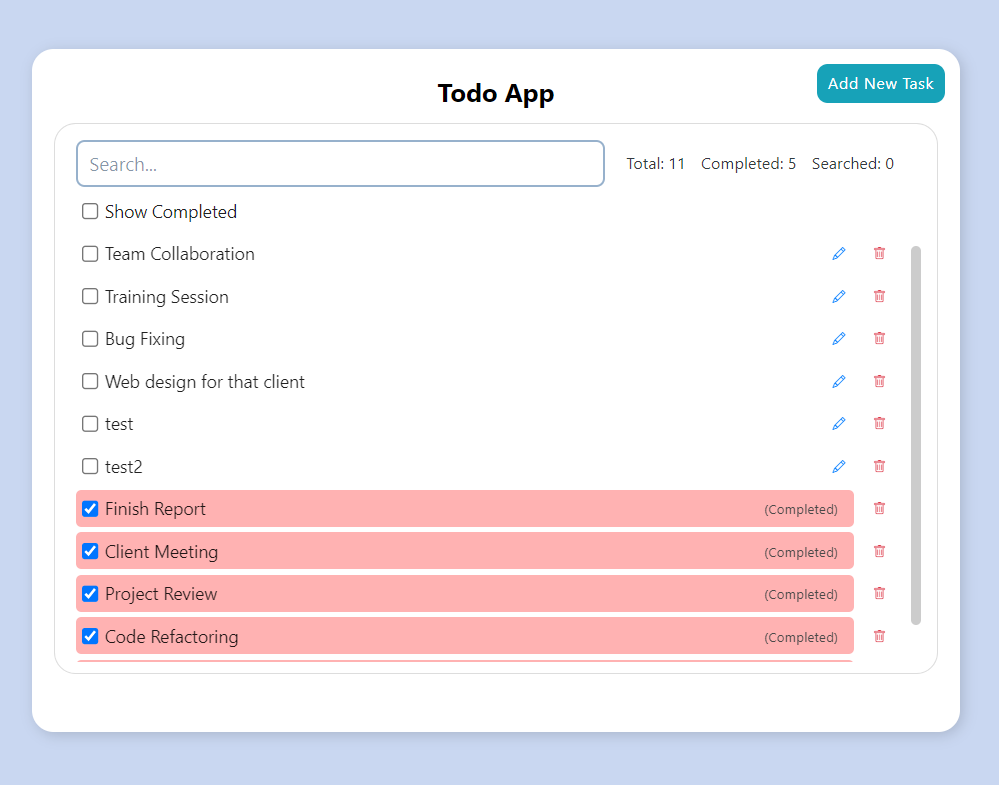 Todo App
Add New Task
Search...
Total: 11 Completed: 5 Searched: 0
Show Completed
Team Collaboration
Training Session
Bug Fixing
Web design for that client
test
test2
Finish Report (Completed)
Client Meeting (Completed)
Project Review (Completed)
Code Refactoring (Completed)